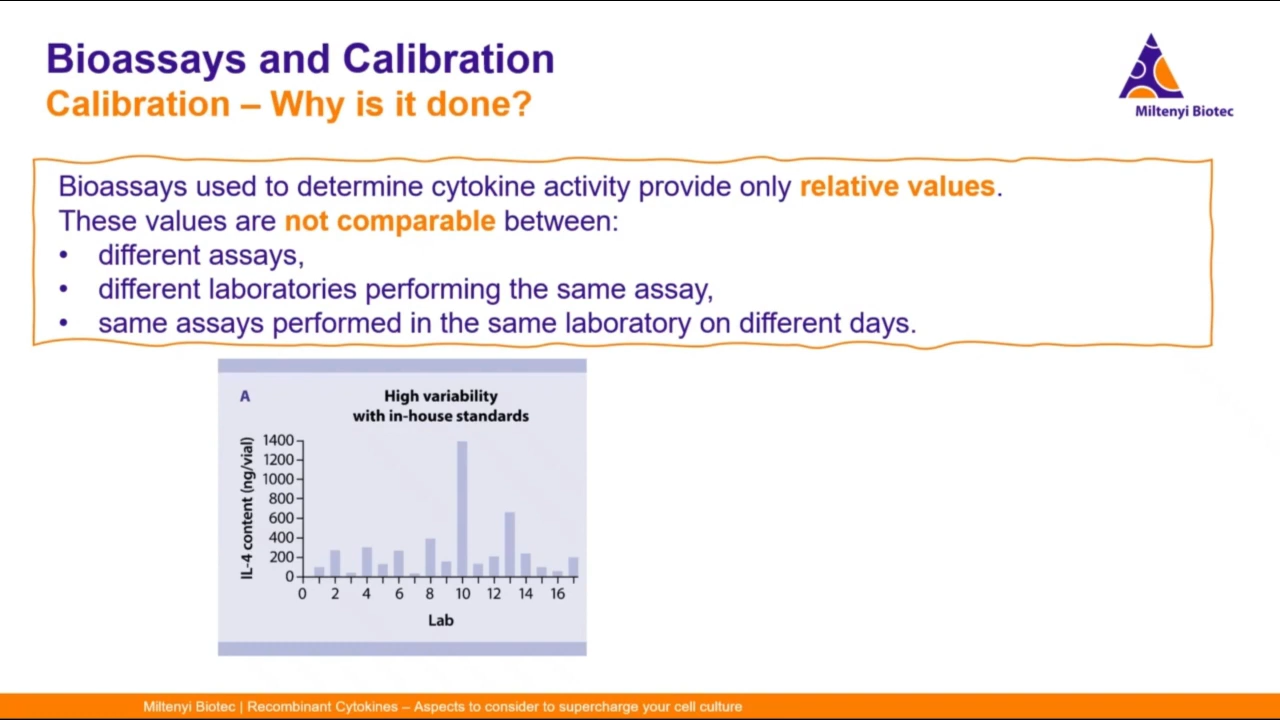 Bioassays and Calibration
Calibration – Why is it done?
Miltenyi Biotec
Bioassays used to determine cytokine activity provide only relative values.
These values are not comparable between:
• different assays,
• different laboratories performing the same assay,
• same assays performed in the same laboratory on different days.
A
High variability
with in-house standards
IL-4 content (ng/vial)
1400
1200
1000
800
600
400
200
0
0 2 4 6 8 10 12 14 16
Lab
Miltenyi Biotec | Recombinant Cytokines – Aspects to consider to supercharge your cell culture